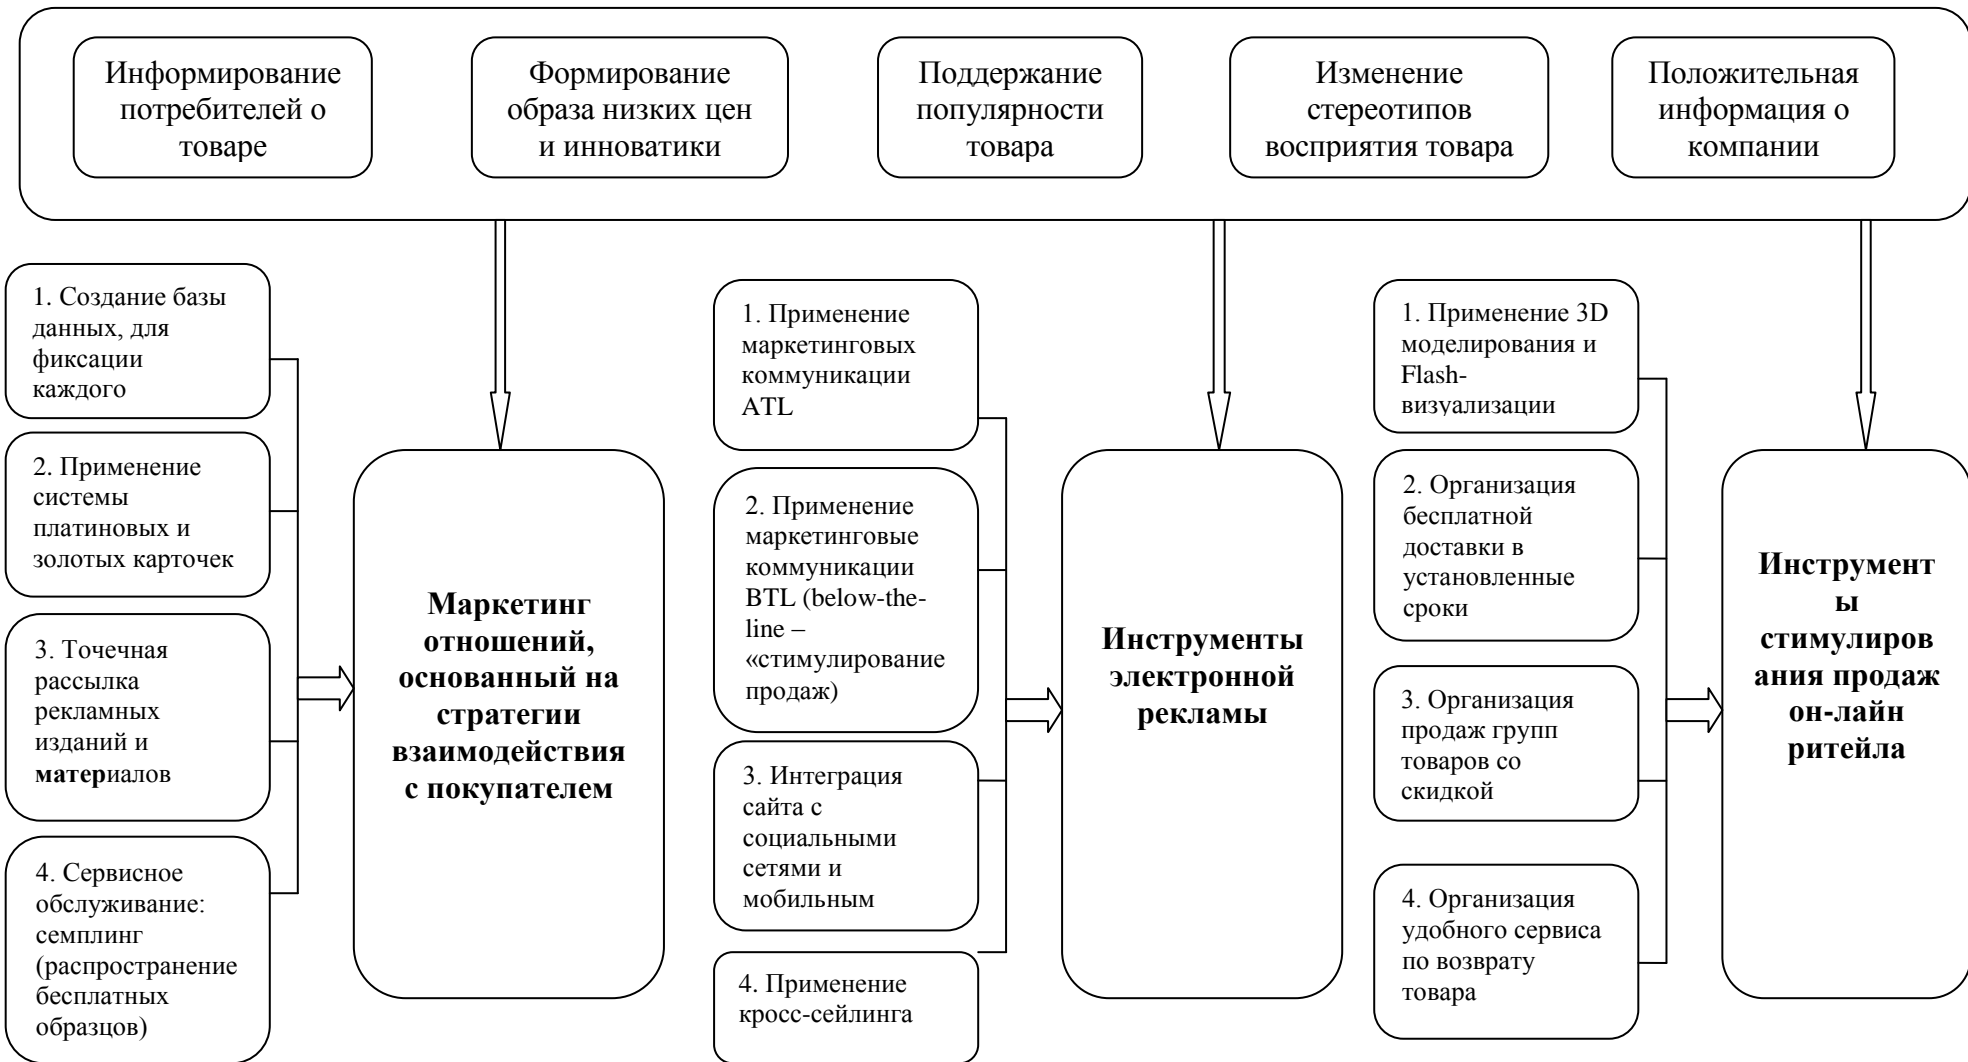 Информирование
потребителей о
товаре
Формирование
образа низких цен
и инноватики
Поддержание
популярности
товара
Изменение
стереотипов
восприятия товара
Положительная
информация о
компании
1. Создание базы
данных, для
фиксации
каждого
2. Применение
системы
платиновых и
золотых карточек
3. Точечная
рассылка
рекламных
изданий и
материалов
4. Сервисное
обслуживание:
семплинг
(распространение
бесплатных
образцов)
Маркетинг
отношений,
основанный на
стратегии
взаимодействия
с покупателем
1. Применение
маркетинговых
коммуникации
ATL
2. Применение
маркетинговые
коммуникации
BTL (below-the-
line –
«стимулирование
продаж)
3. Интеграция
сайта с
социальными
сетями и
мобильным
4. Применение
кросс-сейлинга
Инструменты
электронной
рекламы
1. Применение 3D
моделирования и
Flash-
визуализации
2. Организация
бесплатной
доставки в
установленные
сроки
3. Организация
продаж групп
товаров со
скидкой
4. Организация
удобного сервиса
по возврату
товара
Инструмент
ы
стимулиров
ания продаж
он-лайн
ритейла